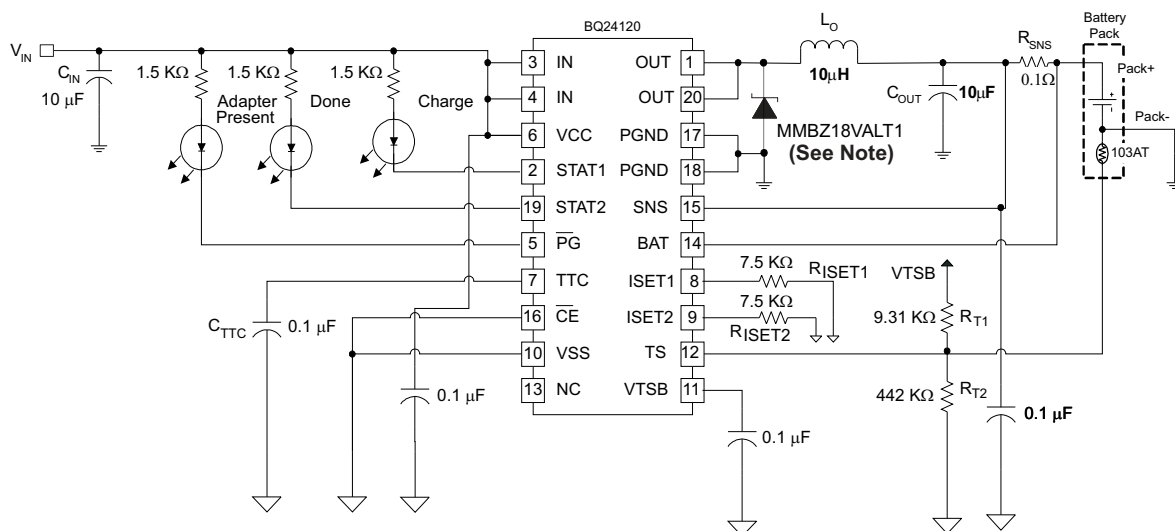 BQ24120
V_IN
C_IN
10 μF
1.5 KΩ
1.5 KΩ
1.5 KΩ
Adapter
Present
Done
Charge
3 IN
4 IN
6 VCC
2 STAT1
19 STAT2
5 P̅G̅
7 TTC
16 C̅E̅
10 VSS
13 NC
OUT 1
OUT 20
PGND 17
PGND 18
SNS 15
BAT 14
ISET1 8
ISET2 9
TS 12
VTSB 11
C_TTC
0.1 μF
0.1 μF
L_O
10μH
MMBZ18VALT1
(See Note)
C_OUT
10μF
R_SNS
0.1Ω
Battery
Pack
Pack+
+
-
Pack-
103AT
7.5 KΩ
R_ISET1
7.5 KΩ
R_ISET2
VTSB
9.31 KΩ
R_T1
442 KΩ
R_T2
0.1 μF
0.1 μF